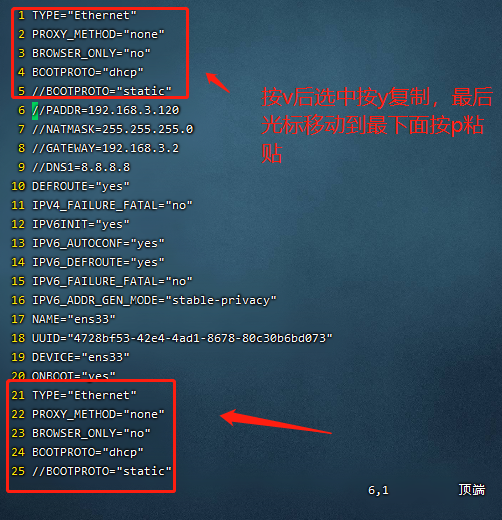 1 TYPE="Ethernet"
2 PROXY_METHOD="none"
3 BROWSER_ONLY="no"
4 BOOTPROTO="dhcp"
5 //BOOTPROTO="static"
6 //PADDR=192.168.3.120
7 //NATMASK=255.255.255.0
8 //GATEWAY=192.168.3.2
9 //DNS1=8.8.8.8
10 DEFROUTE="yes"
11 IPV4_FAILURE_FATAL="no"
12 IPV6INIT="yes"
13 IPV6_AUTOCONF="yes"
14 IPV6_DEFROUTE="yes"
15 IPV6_FAILURE_FATAL="no"
16 IPV6_ADDR_GEN_MODE="stable-privacy"
17 NAME="ens33"
18 UUID="4728bf53-42e4-4ad1-8678-80c30b6bd073"
19 DEVICE="ens33"
20 ONBOOT="yes"
21 TYPE="Ethernet"
22 PROXY_METHOD="none"
23 BROWSER_ONLY="no"
24 BOOTPROTO="dhcp"
25 //BOOTPROTO="static"
按v后选中按y复制，最后
光标移动到最下面按p粘
贴
6,1 顶端